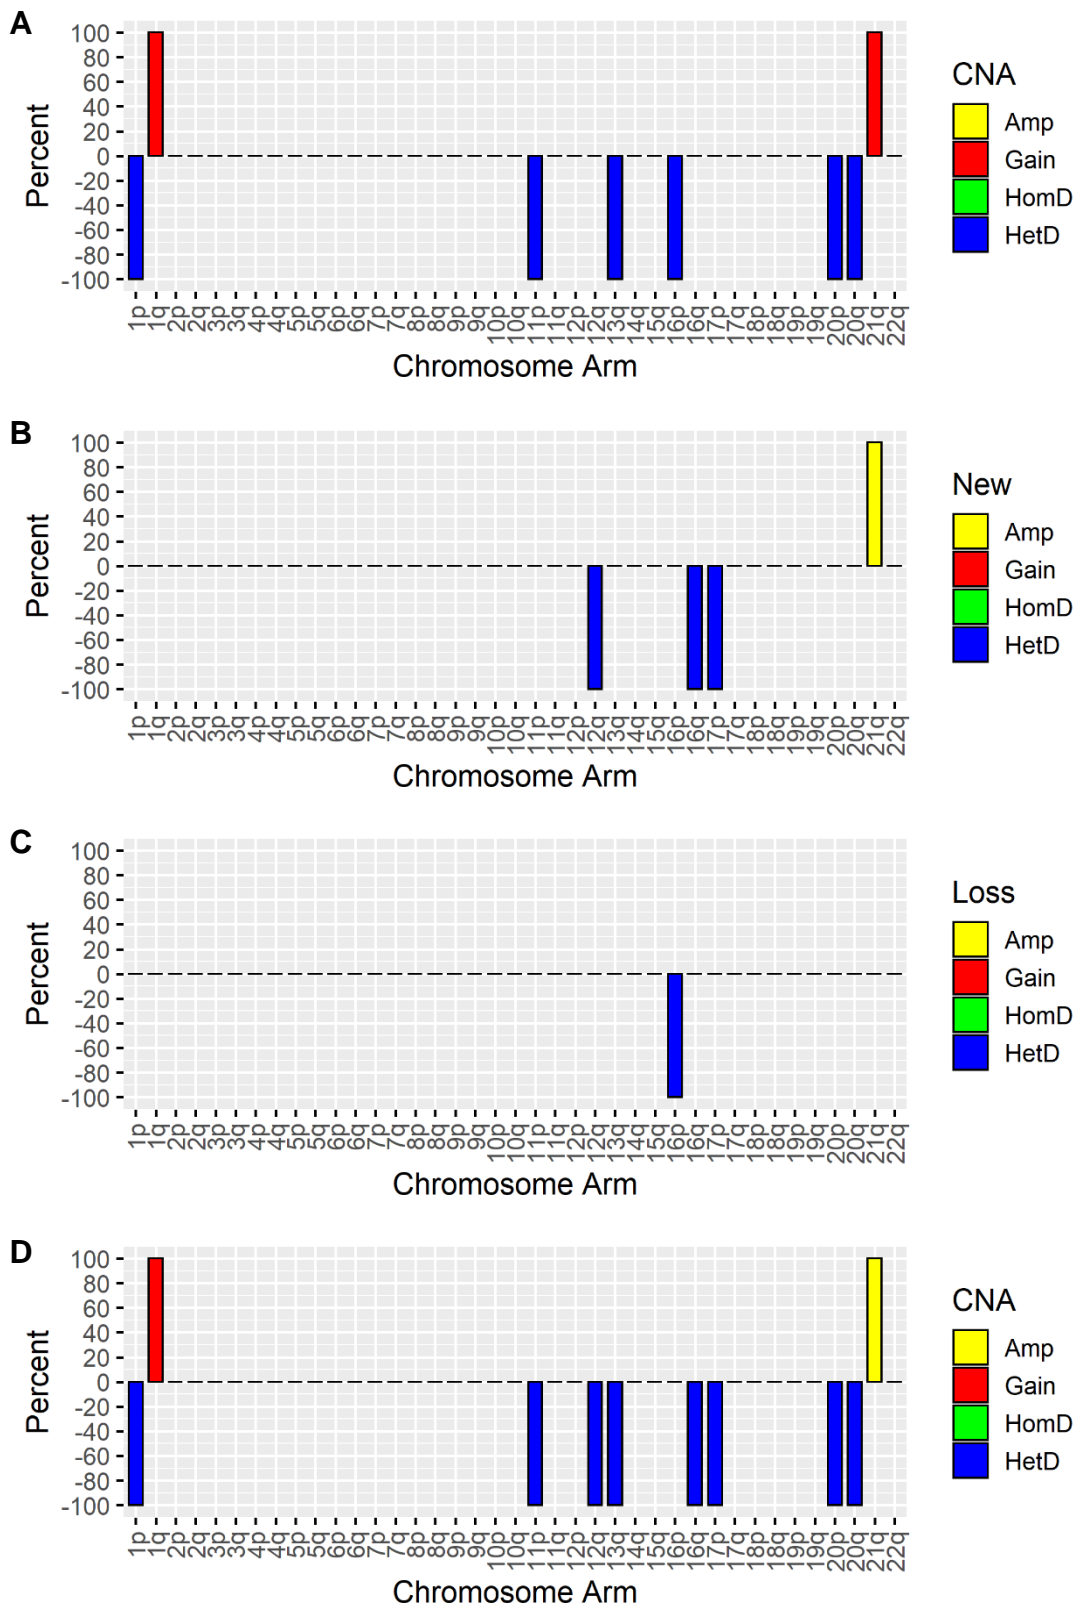 A
100
80
60
40
20
0
-20
-40
-60
-80
-100
Percent
1p 1q 2p 2q 3p 3q 4p 4q 5p 5q 6p 6q 7p 7q 8p 8q 9p 9q 10p 10q 11p 11q 12p 12q 13q 14q 15q 16p 16q 17p 17q 18p 18q 19p 19q 20p 20q 21q 22q
Chromosome Arm
CNA
Amp
Gain
HomD
HetD
B
100
80
60
40
20
0
-20
-40
-60
-80
-100
Percent
1p 1q 2p 2q 3p 3q 4p 4q 5p 5q 6p 6q 7p 7q 8p 8q 9p 9q 10p 10q 11p 11q 12p 12q 13q 14q 15q 16p 16q 17p 17q 18p 18q 19p 19q 20p 20q 21q 22q
Chromosome Arm
New
Amp
Gain
HomD
HetD
C
100
80
60
40
20
0
-20
-40
-60
-80
-100
Percent
1p 1q 2p 2q 3p 3q 4p 4q 5p 5q 6p 6q 7p 7q 8p 8q 9p 9q 10p 10q 11p 11q 12p 12q 13q 14q 15q 16p 16q 17p 17q 18p 18q 19p 19q 20p 20q 21q 22q
Chromosome Arm
Loss
Amp
Gain
HomD
HetD
D
100
80
60
40
20
0
-20
-40
-60
-80
-100
Percent
1p 1q 2p 2q 3p 3q 4p 4q 5p 5q 6p 6q 7p 7q 8p 8q 9p 9q 10p 10q 11p 11q 12p 12q 13q 14q 15q 16p 16q 17p 17q 18p 18q 19p 19q 20p 20q 21q 22q
Chromosome Arm
CNA
Amp
Gain
HomD
HetD